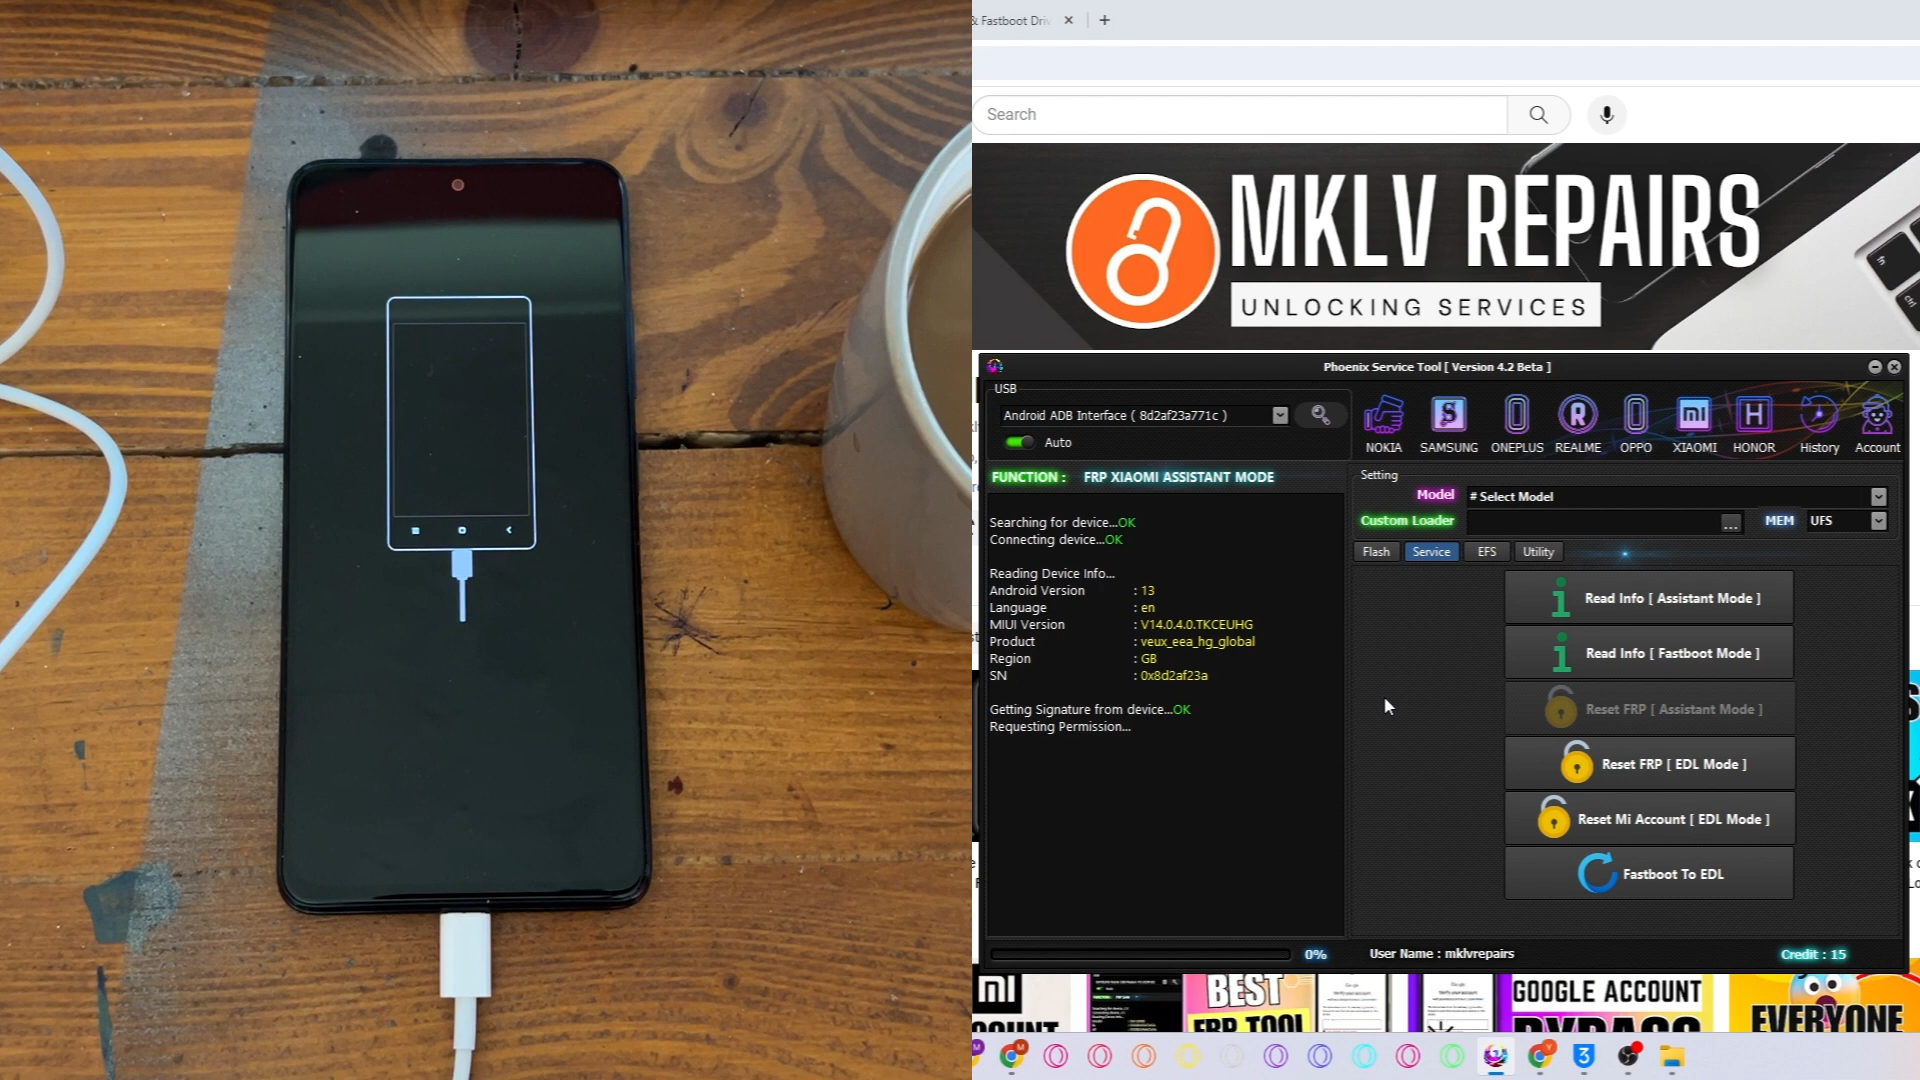 & Fastboot Driv
Search
MKLV REPAIRS
UNLOCKING SERVICES
fn
ctrl
Phoenix Service Tool [ Version 4.2 Beta ]
USB
Android ADB Interface ( 8d2af23a771c )
Auto
NOKIA
SAMSUNG
ONEPLUS
REALME
OPPO
XIAOMI
HONOR
History
Account
FUNCTION : FRP XIAOMI ASSISTANT MODE
Searching for device...OK
Connecting device...OK
Reading Device Info...
Android Version : 13
Language : en
MIUI Version : V14.0.4.0.TKCEUHG
Product : veux_eea_hg_global
Region : GB
SN : 0x8d2af23a
Getting Signature from device...OK
Requesting Permission...
Setting
Model # Select Model
Custom Loader ... MEM UFS
Flash Service EFS Utility
Read Info [ Assistant Mode ]
Read Info [ Fastboot Mode ]
Reset FRP [ Assistant Mode ]
Reset FRP [ EDL Mode ]
Reset Mi Account [ EDL Mode ]
Fastboot To EDL
0%
User Name : mklvrepairs
Credit : 15
BEST
FRP TOOL
GOOGLE ACCOUNT
BYPASS
EVERYONE